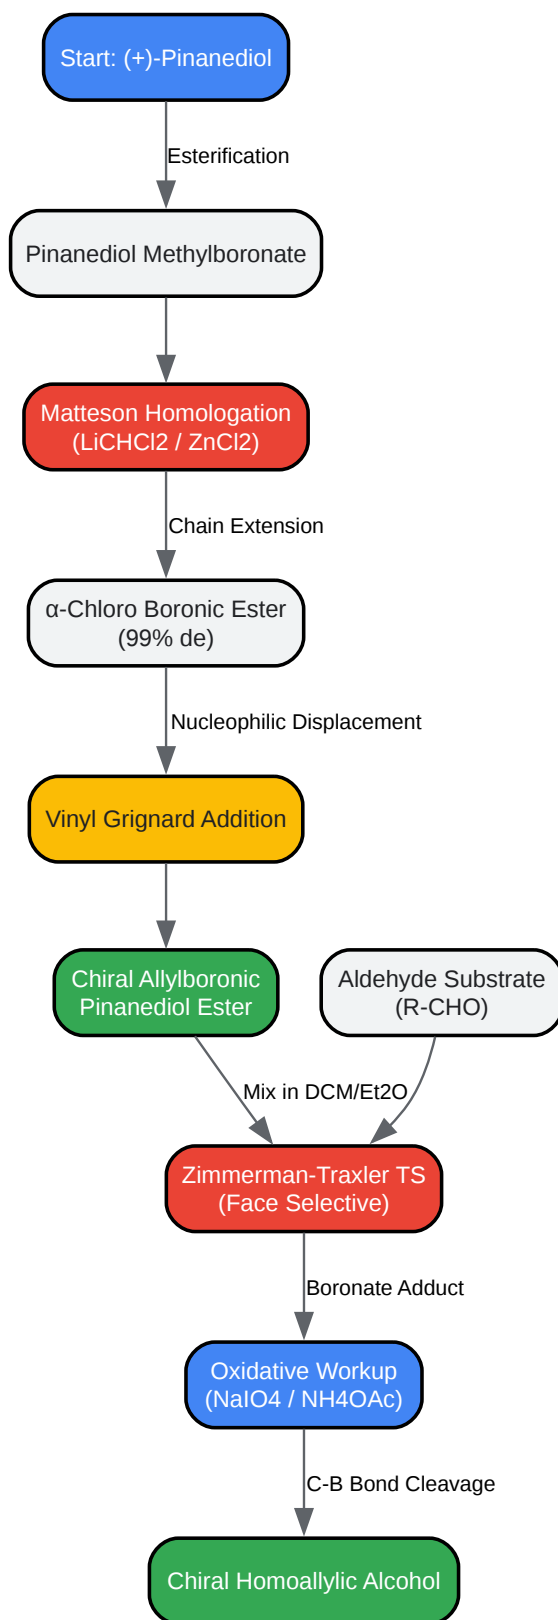 Start: (+)-Pinanediol
Esterification
Pinanediol Methylboronate
Matteson Homologation
(LiCHCl2 / ZnCl2)
Chain Extension
α-Chloro Boronic Ester
(99% de)
Nucleophilic Displacement
Vinyl Grignard Addition
Chiral Allylboronic
Pinanediol Ester
Aldehyde Substrate
(R-CHO)
Mix in DCM/Et2O
Zimmerman-Traxler TS
(Face Selective)
Boronate Adduct
Oxidative Workup
(NaIO4 / NH4OAc)
C-B Bond Cleavage
Chiral Homoallylic Alcohol